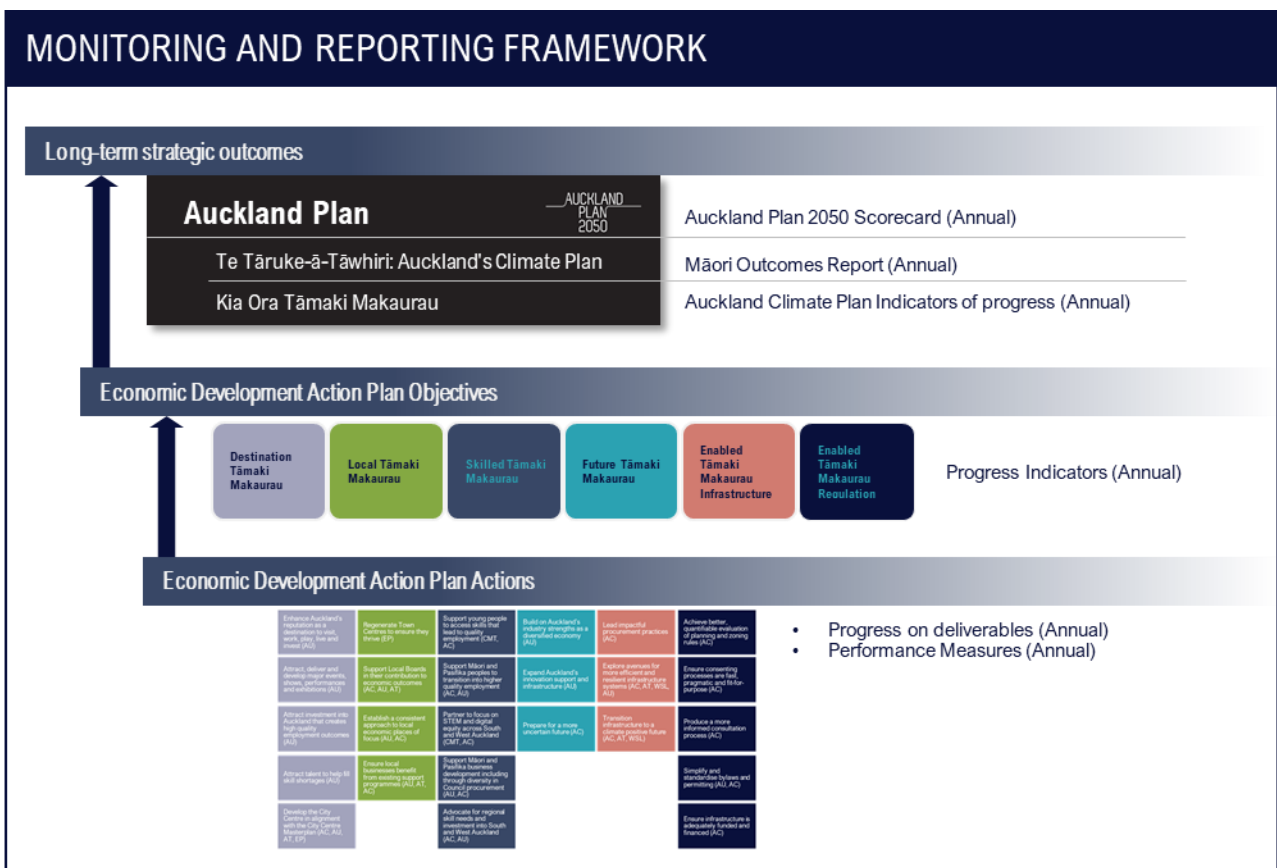 MONITORING AND REPORTING FRAMEWORK
Long-term strategic outcomes
Auckland Plan
AUCKLAND
PLAN
2050
Auckland Plan 2050 Scorecard (Annual)
Te Tāruke-ā-Tāwhiri: Auckland's Climate Plan
Māori Outcomes Report (Annual)
Kia Ora Tāmaki Makaurau
Auckland Climate Plan Indicators of progress (Annual)
Economic Development Action Plan Objectives
Destination
Tāmaki
Makaurau
Local Tāmaki
Makaurau
Skilled Tāmaki
Makaurau
Future Tāmaki
Makaurau
Enabled
Tāmaki
Makaurau
Infrastructure
Enabled
Tāmaki
Makaurau
Regulation
Progress Indicators (Annual)
Economic Development Action Plan Actions
Enhance Auckland's
reputation as a
destination to visit,
work, play, live and
invest (AU)
Attract, deliver and
develop major events,
shows, performances
and exhibitions (AU)
Attract investment into
Auckland that creates
high quality
employment outcomes
(AU)
Attract talent to help fill
skill shortages (AU)
Develop the City
Centre in alignment
with the City Centre
Masterplan (AC, AU,
AT, EP)
Regenerate Town
Centres to ensure they
thrive (EP)
Support Local Boards
in their contribution to
economic outcomes
(AC, AU, AT)
Establish a consistent
approach to local
economic places of
focus (AU, AC)
Ensure local
businesses benefit
from existing support
programmes (AU, AT,
AC)
Support young people
to access skills that
lead to quality
employment (CMT,
AC)
Support Māori and
Pasifika peoples to
transition into higher
quality employment
(AC, AU)
Partner to focus on
STEM and digital
equity across South
and West Auckland
(CMT, AC)
Support Māori and
Pasifika business
development including
through diversity in
Council procurement
(AU, AC)
Advocate for regional
skill needs and
investment into South
and West Auckland
(AC, AU)
Build on Auckland's
industry strengths as a
diversified economy
(AU)
Expand Auckland's
innovation support and
infrastructure (AU)
Prepare for a more
uncertain future (AC)
Lead impactful
procurement practices
(AC)
Explore avenues for
more efficient and
resilient infrastructure
systems (AC, AT, WSL,
AU)
Transition
infrastructure to a
climate positive future
(AC, AT, WSL)
Achieve better,
quantifiable evaluation
of planning and zoning
rules (AC)
Ensure consenting
processes are fast,
pragmatic and fit-for-
purpose (AC)
Produce a more
informed consultation
process (AC)
Simplify and
standardise bylaws and
permitting (AU, AC)
Ensure infrastructure is
adequately funded and
financed (AC)
• Progress on deliverables (Annual)
• Performance Measures (Annual)